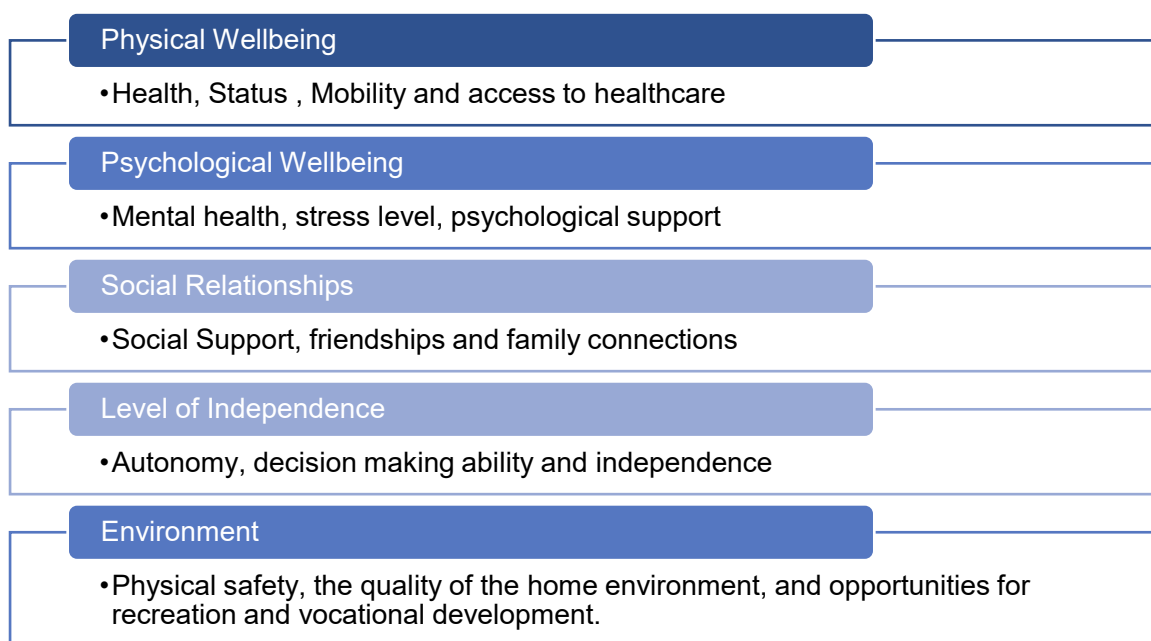 Physical Wellbeing
•Health, Status , Mobility and access to healthcare
Psychological Wellbeing
•Mental health, stress level, psychological support
Social Relationships
•Social Support, friendships and family connections
Level of Independence
•Autonomy, decision making ability and independence
Environment
•Physical safety, the quality of the home environment, and opportunities for
recreation and vocational development.